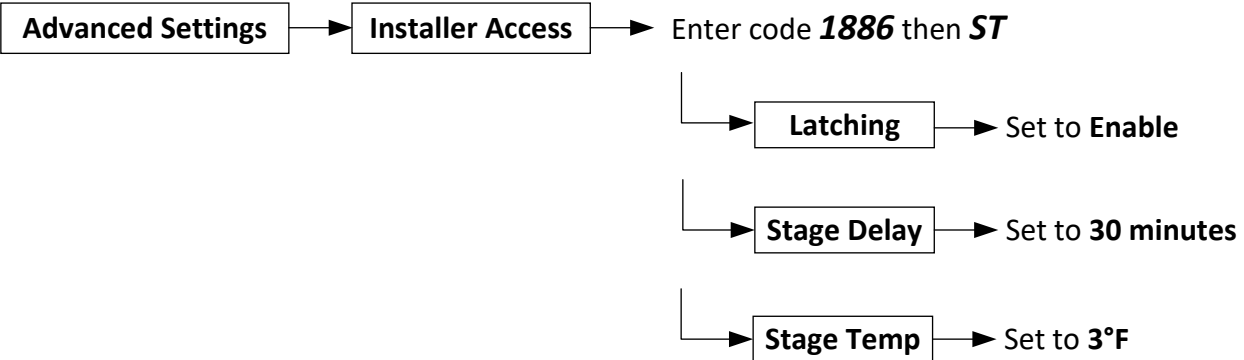 Advanced Settings Installer Access Enter code 1886 then ST
Latching Set to Enable
Stage Delay Set to 30 minutes
Stage Temp Set to 3°F